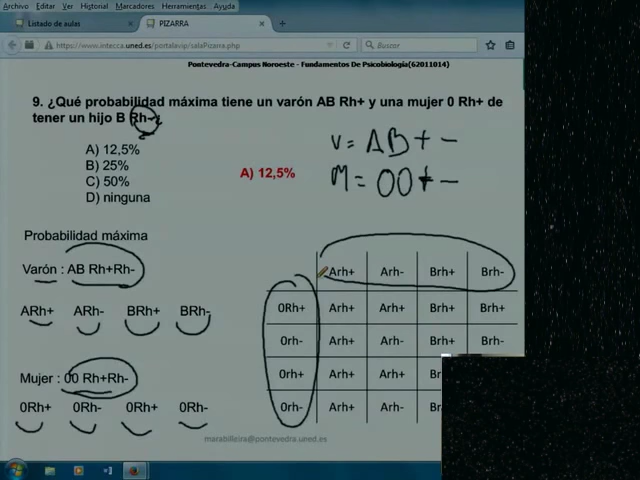 Archivo Editar Ver Historial Marcadores Herramientas Ayuda
Listado de aulas × PIZARRA ×
https://www.intecca.uned.es/portalavip/salaPizarra.php Buscar
Pontevedra-Campus Noroeste - Fundamentos De Psicobiología(62011014)
9. ¿Qué probabilidad máxima tiene un varón AB Rh+ y una mujer 0 Rh+ de
tener un hijo B Rh-?
A) 12,5%
B) 25%
C) 50%
D) ninguna
A) 12,5%
V = AB + -
M = 00 + -
Probabilidad máxima
Varón : AB Rh+Rh-
ARh+ ARh- BRh+ BRh-
Mujer : 00 Rh+Rh-
0Rh+ 0Rh- 0Rh+ 0Rh-
Arh+ Arh- Brh+ Brh-
0Rh+ Arh+ Arh+ Brh+ Brh+
0rh- Arh+ Arh- Brh+ Brh-
0rh+ Arh+ Arh+
0rh- Arh+ Arh-
marabilleira@pontevedra.uned.es